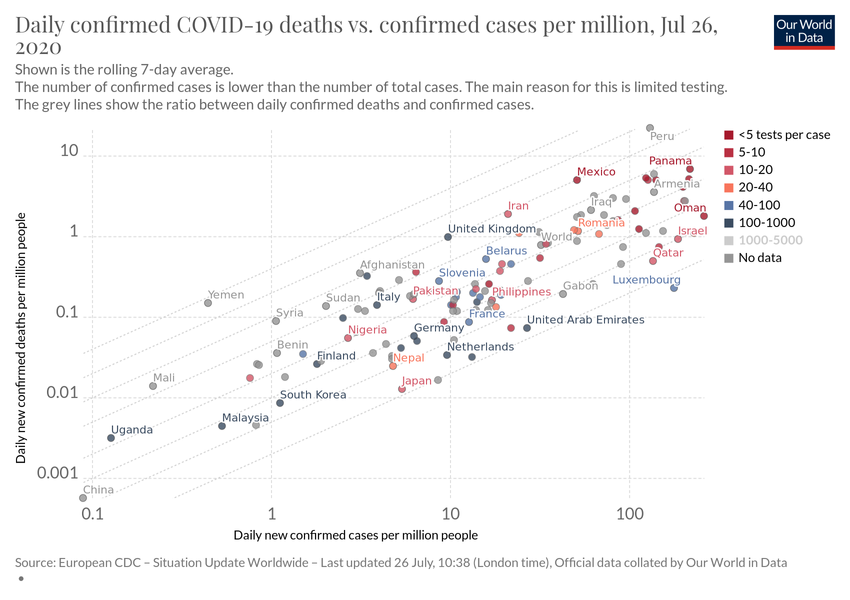 Daily confirmed COVID-19 deaths vs. confirmed cases per million, Jul 26,
2020
Our World
in Data
Shown is the rolling 7-day average.
The number of confirmed cases is lower than the number of total cases. The main reason for this is limited testing.
The grey lines show the ratio between daily confirmed deaths and confirmed cases.
<5 tests per case
5-10
10-20
20-40
40-100
100-1000
1000-5000
No data
Daily new confirmed deaths per million people
10
1
0.1
0.01
0.001
Peru
Panama
Mexico
Armenia
Iraq
Iran
Oman
United Kingdom
Romania
World
Israel
Belarus
Qatar
Afghanistan
Slovenia
Luxembourg
Gabon
Yemen
Sudan
Italy
Pakistan
Philippines
Syria
France
United Arab Emirates
Nigeria
Germany
Benin
Finland
Nepal
Netherlands
Mali
Japan
South Korea
Malaysia
Uganda
China
0.1
1
10
100
Daily new confirmed cases per million people
Source: European CDC – Situation Update Worldwide – Last updated 26 July, 10:38 (London time), Official data collated by Our World in Data
•